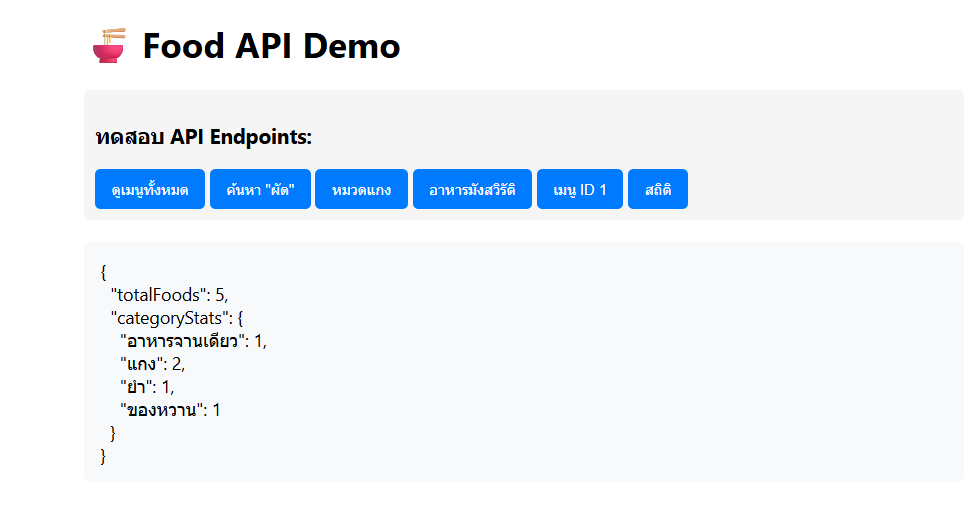 Food API Demo
ทดสอบ API Endpoints:
ดูเมนูทั้งหมด ค้นหา "ผัด" หมวดแกง อาหารมังสวิรัติ เมนู ID 1 สถิติ
{
"totalFoods": 5,
"categoryStats": {
"อาหารจานเดียว": 1,
"แกง": 2,
"ยำ": 1,
"ของหวาน": 1
}
}